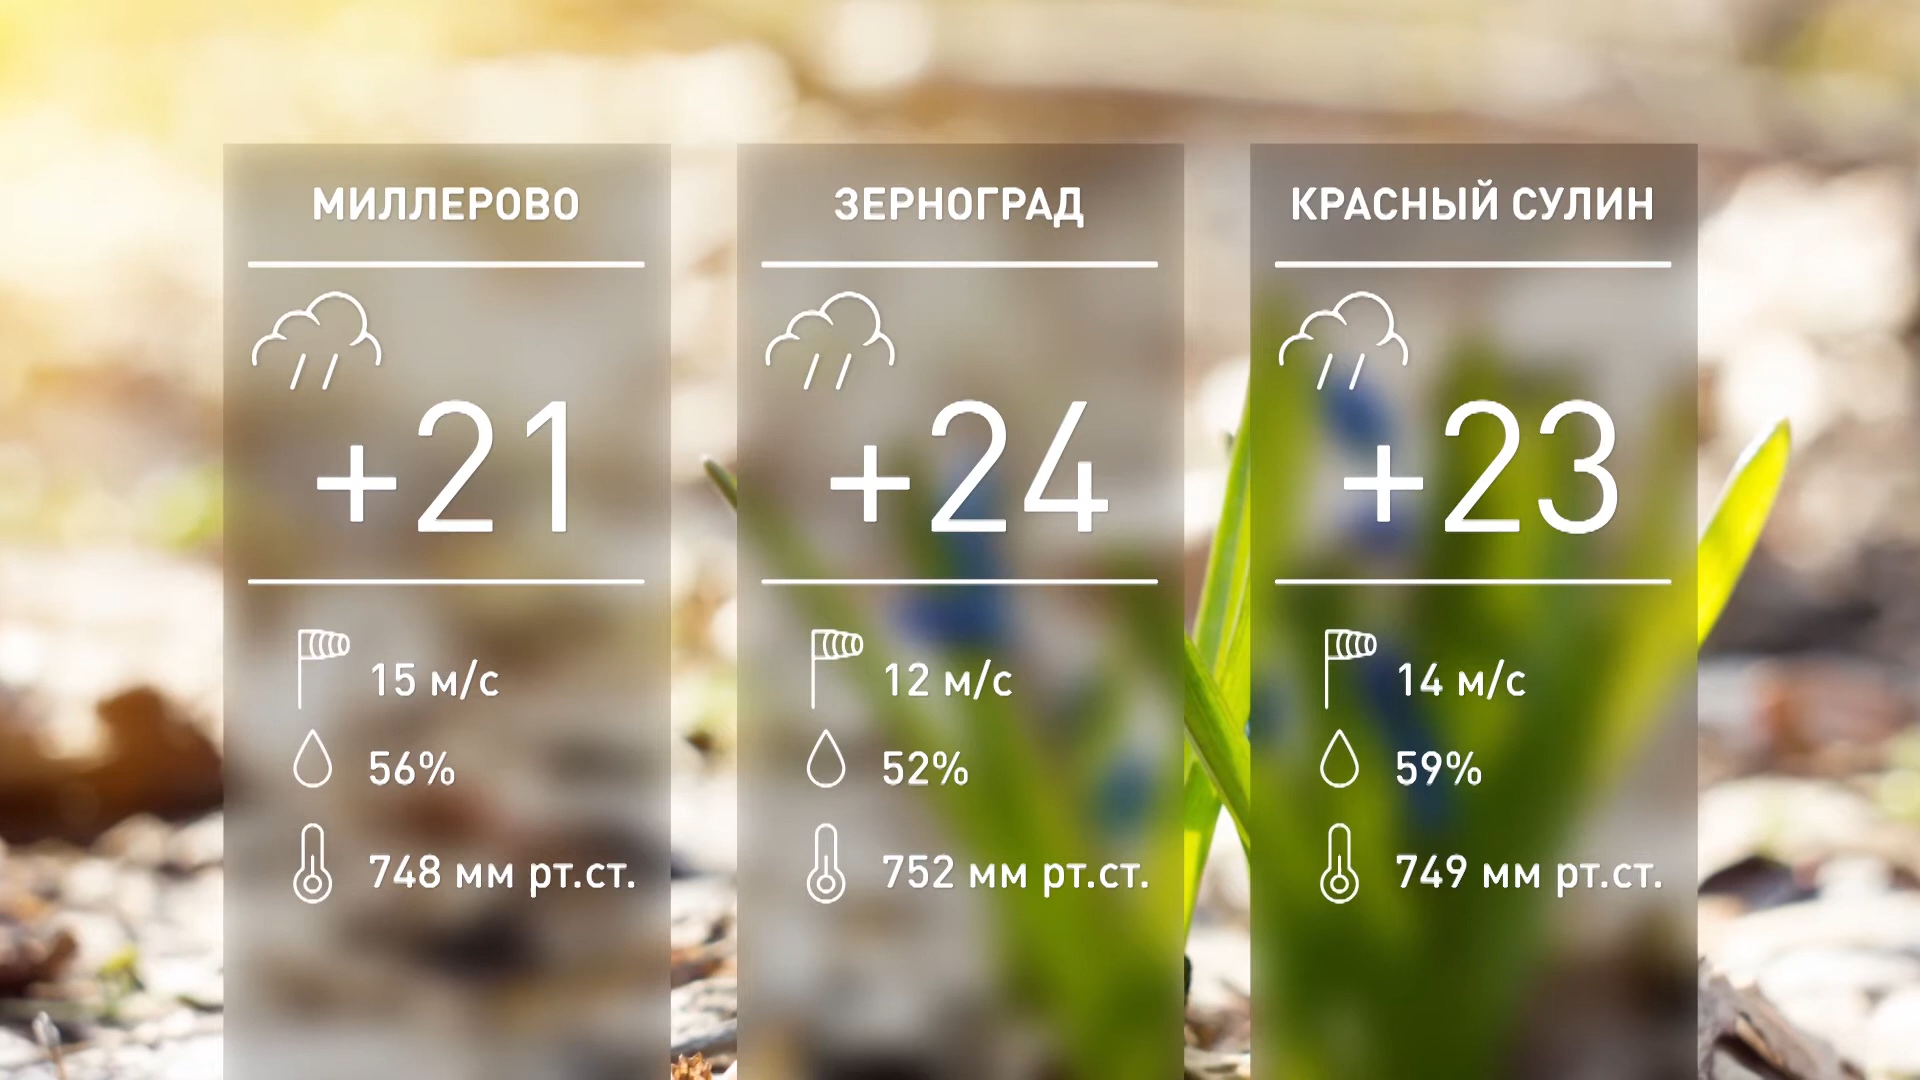 МИЛЛЕРОВО
+21
15 м/с
56%
748 мм рт.ст.
ЗЕРНОГРАД
+24
12 м/с
52%
752 мм рт.ст.
КРАСНЫЙ СУЛИН
+23
14 м/с
59%
749 мм рт.ст.